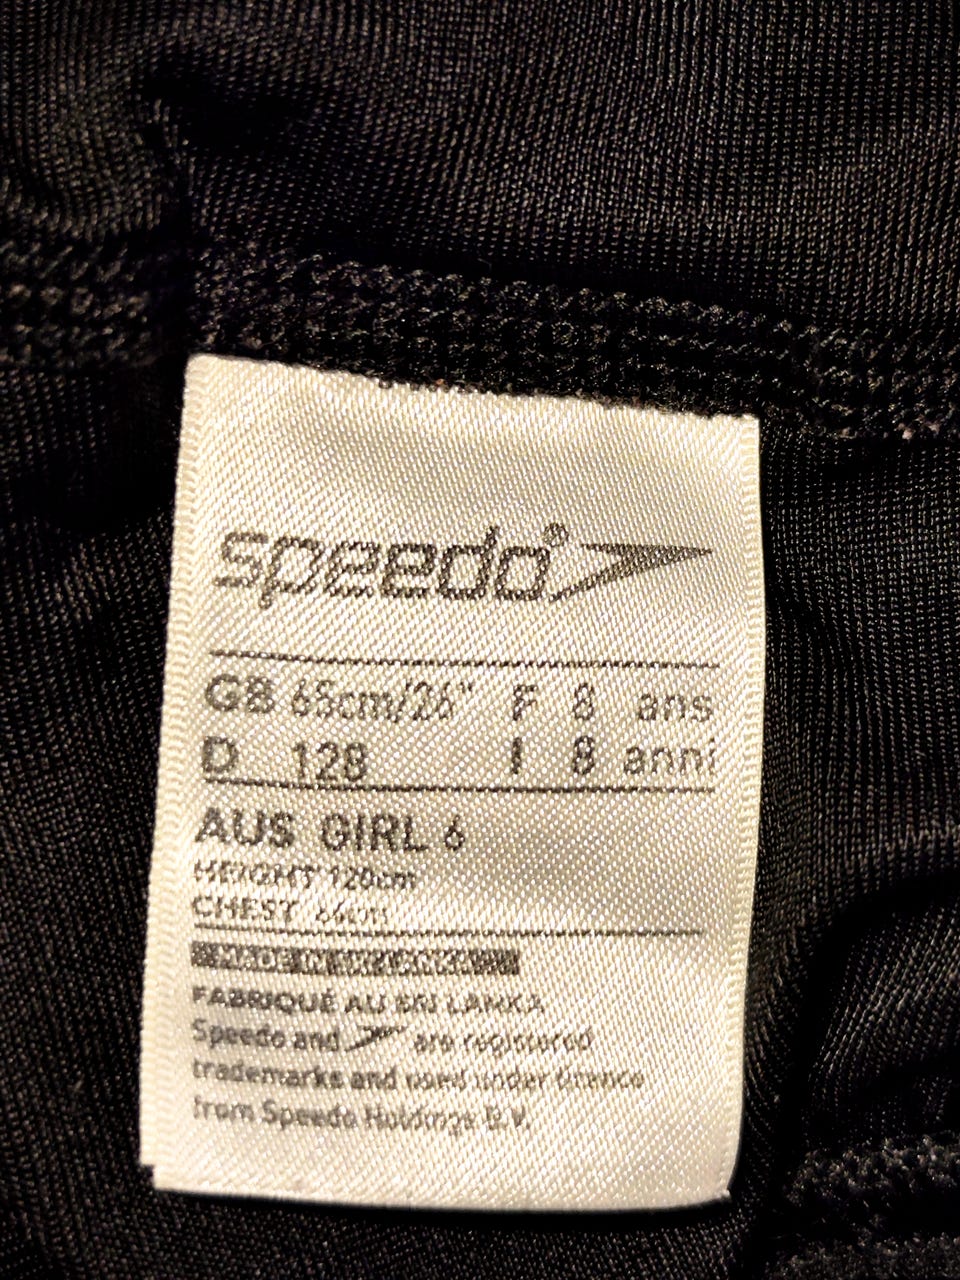 speedo®
GB 65cm/26" F 8 ans
D 128 I 8 anni
AUS GIRL 6
HEIGHT 120cm
CHEST
MADE IN SRI LANKA
FABRIQUÉ AU SRI LANKA
Speedo and are registered
trademarks and used under licence
from Speedo Holdings B.V.